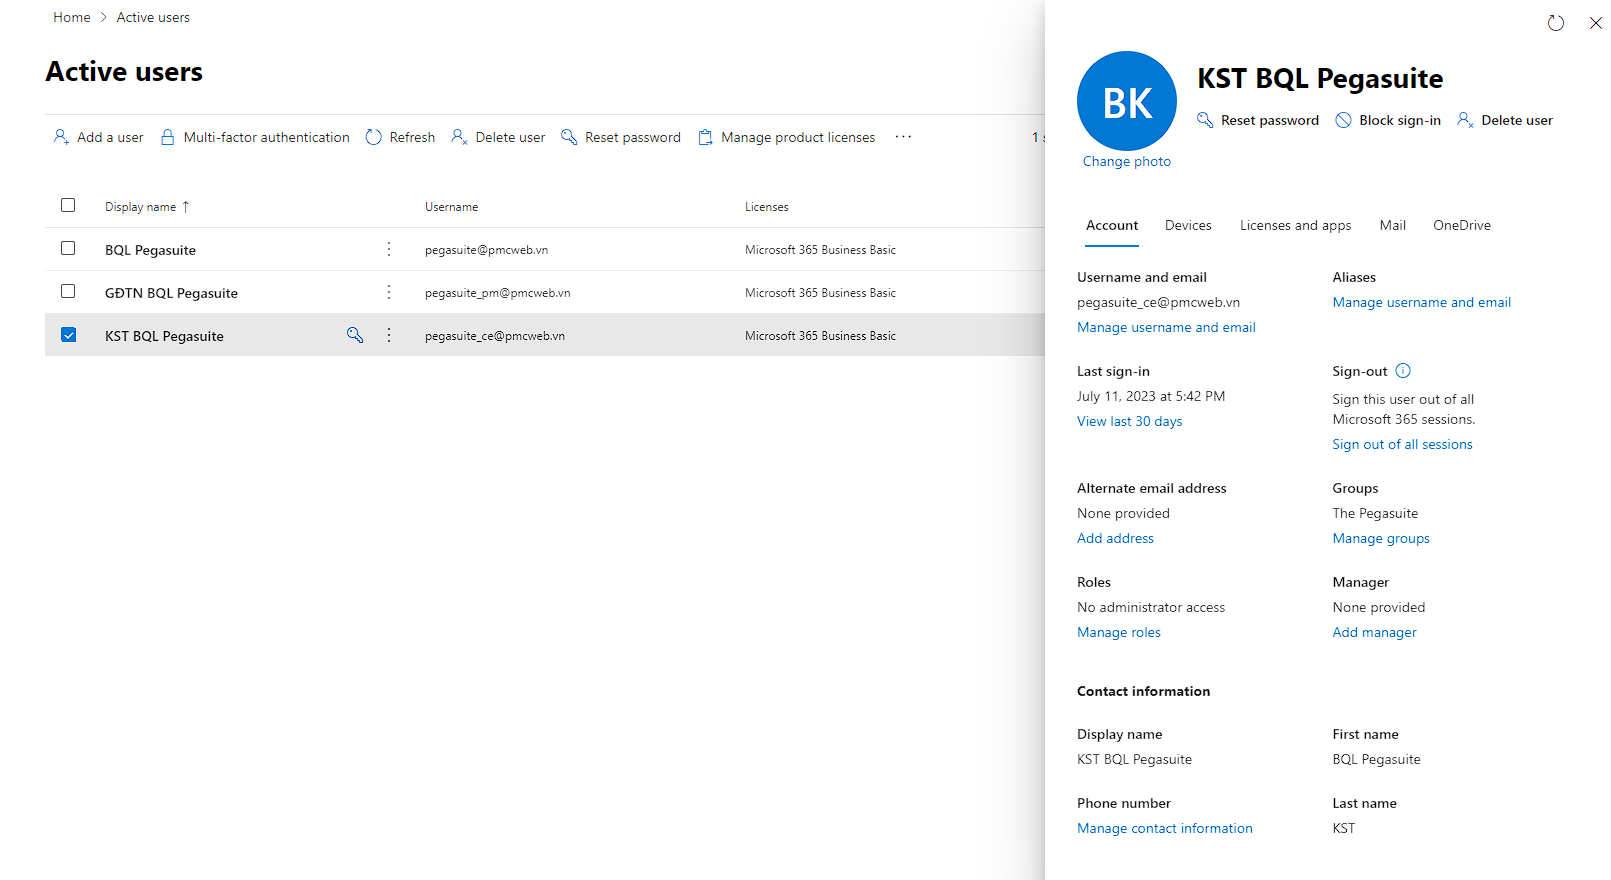 Home > Active users
Active users
Add a user Multi-factor authentication Refresh Delete user Reset password Manage product licenses ··· 1 s
Display name ↑ Username Licenses
BQL Pegasuite pegasuite@pmcweb.vn Microsoft 365 Business Basic
GĐTN BQL Pegasuite pegasuite_pm@pmcweb.vn Microsoft 365 Business Basic
KST BQL Pegasuite pegasuite_ce@pmcweb.vn Microsoft 365 Business Basic
BK
Change photo
KST BQL Pegasuite
Reset password Block sign-in Delete user
Account Devices Licenses and apps Mail OneDrive
Username and email
pegasuite_ce@pmcweb.vn
Manage username and email
Aliases
Manage username and email
Last sign-in
July 11, 2023 at 5:42 PM
View last 30 days
Sign-out
Sign this user out of all
Microsoft 365 sessions.
Sign out of all sessions
Alternate email address
None provided
Add address
Groups
The Pegasuite
Manage groups
Roles
No administrator access
Manage roles
Manager
None provided
Add manager
Contact information
Display name
KST BQL Pegasuite
First name
BQL Pegasuite
Phone number
Manage contact information
Last name
KST